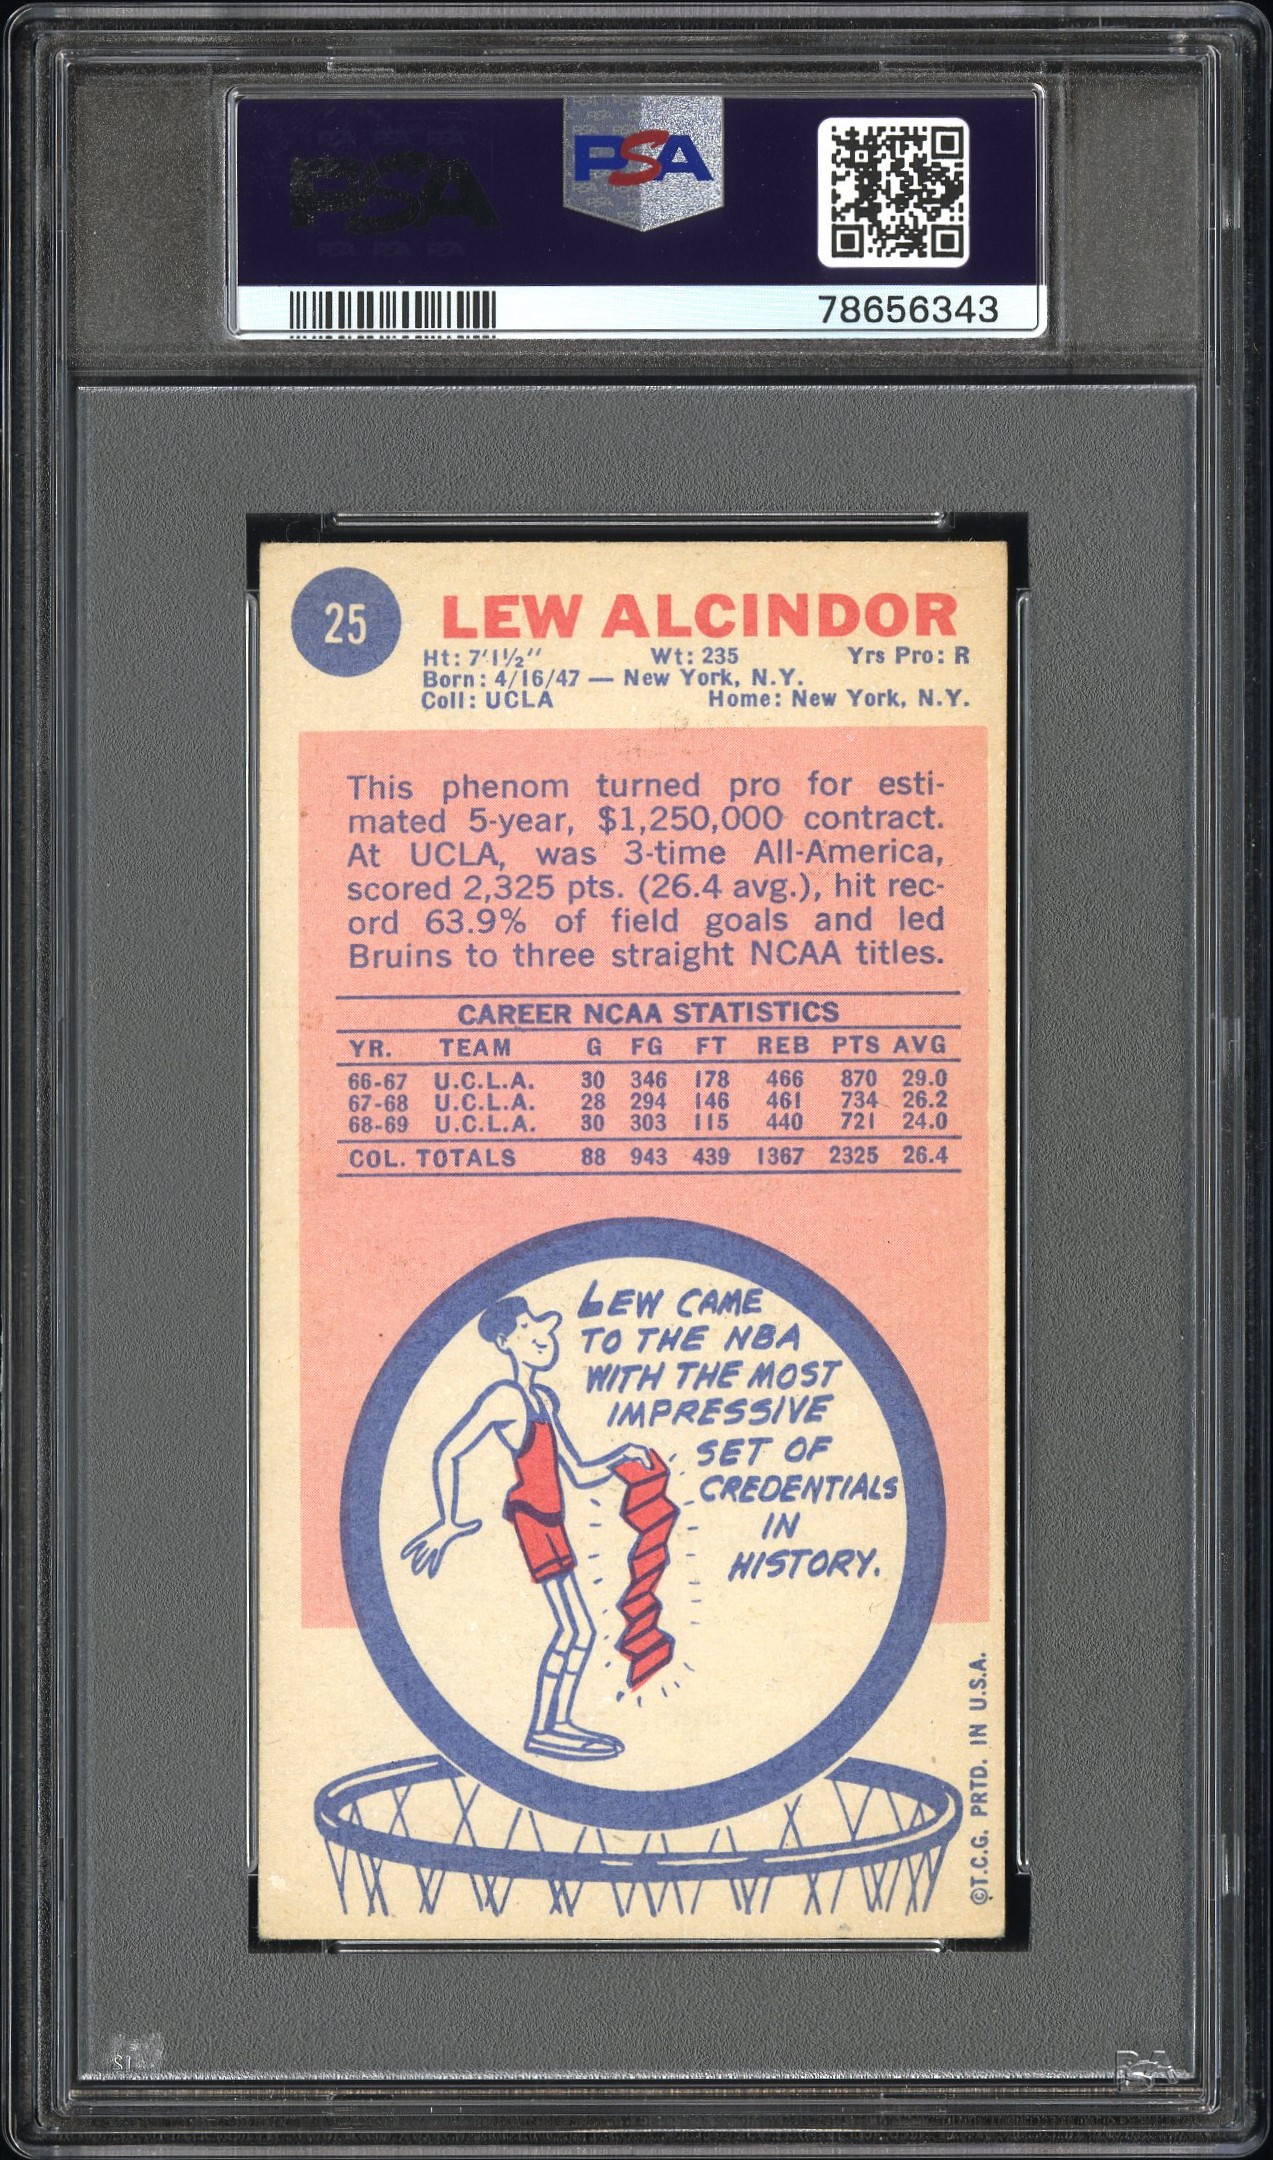 PSA
PSA
78656343
25
LEW ALCINDOR
Ht: 7'1½" Wt: 235 Yrs Pro: R
Born: 4/16/47 — New York, N.Y.
Coll: UCLA Home: New York, N.Y.
This phenom turned pro for esti-
mated 5-year, $1,250,000 contract.
At UCLA, was 3-time All-America,
scored 2,325 pts. (26.4 avg.), hit rec-
ord 63.9% of field goals and led
Bruins to three straight NCAA titles.
CAREER NCAA STATISTICS
YR. TEAM G FG FT REB PTS AVG
66-67 U.C.L.A. 30 346 178 466 870 29.0
67-68 U.C.L.A. 28 294 146 461 734 26.2
68-69 U.C.L.A. 30 303 115 440 721 24.0
COL. TOTALS 88 943 439 1367 2325 26.4
LEW CAME
TO THE NBA
WITH THE MOST
IMPRESSIVE
SET OF
CREDENTIALS
IN
HISTORY.
©T.C.G. PRTD. IN U.S.A.
PSA